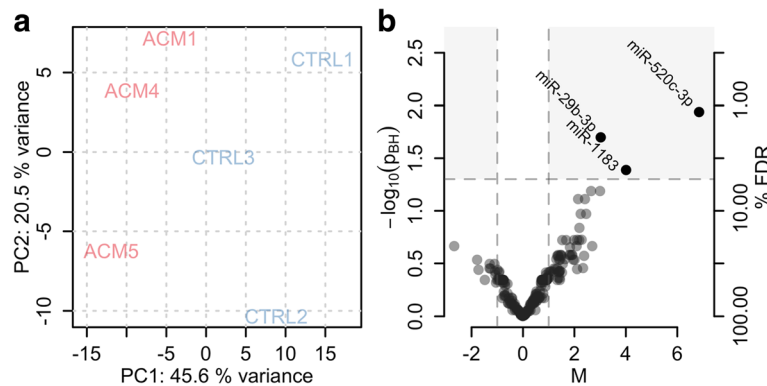 a
ACM1
CTRL1
ACM4
CTRL3
ACM5
CTRL2
5
0
-5
-10
PC2: 20.5 % variance
-15 -10 -5 0 5 10 15
PC1: 45.6 % variance
b
miR-520c-3p
miR-29b-3p
miR-1183
2.5
2.0
1.5
1.0
0.5
0.0
−log10(pBH)
1.00
10.00
100.00
% FDR
-2 0 2 4 6
M